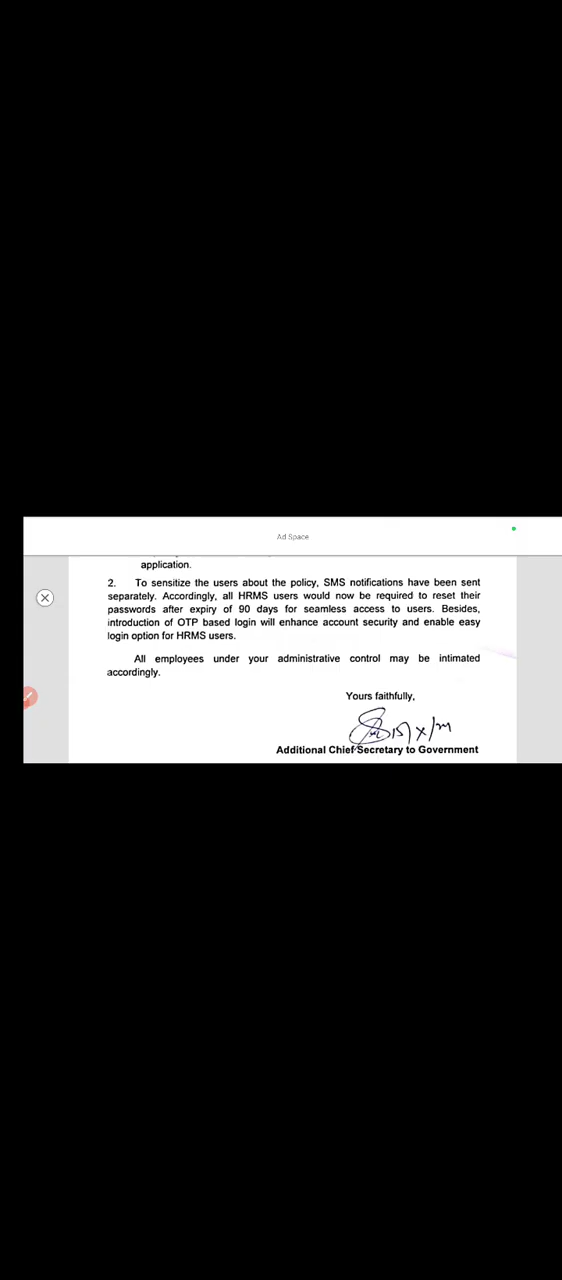 Ad Space
application.
2. To sensitize the users about the policy, SMS notifications have been sent
separately. Accordingly, all HRMS users would now be required to reset their
passwords after expiry of 90 days for seamless access to users. Besides,
introduction of OTP based login will enhance account security and enable easy
login option for HRMS users.
All employees under your administrative control may be intimated
accordingly.
Yours faithfully,
Additional Chief Secretary to Government